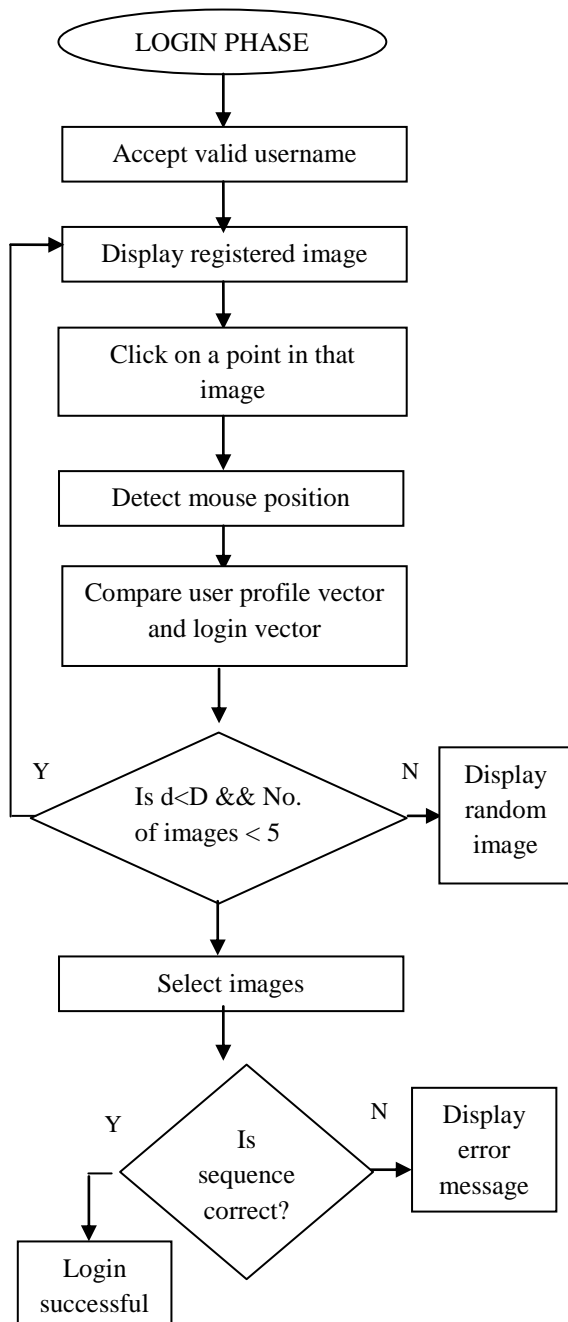 LOGIN PHASE
Accept valid username
Display registered image
Click on a point in that
image
Detect mouse position
Compare user profile vector
and login vector
Y
Is d<D && No.
of images < 5
N
Display
random
image
Select images
Y
Is
sequence
correct?
N
Display
error
message
Login
successful